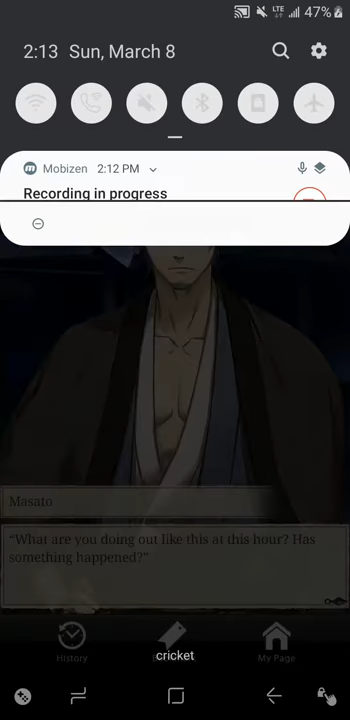 LTE 47%
2:13 Sun, March 8
Mobizen 2:12 PM
Recording in progress
Masato
“What are you doing out like this at this hour? Has
something happened?”
History
My Page
cricket